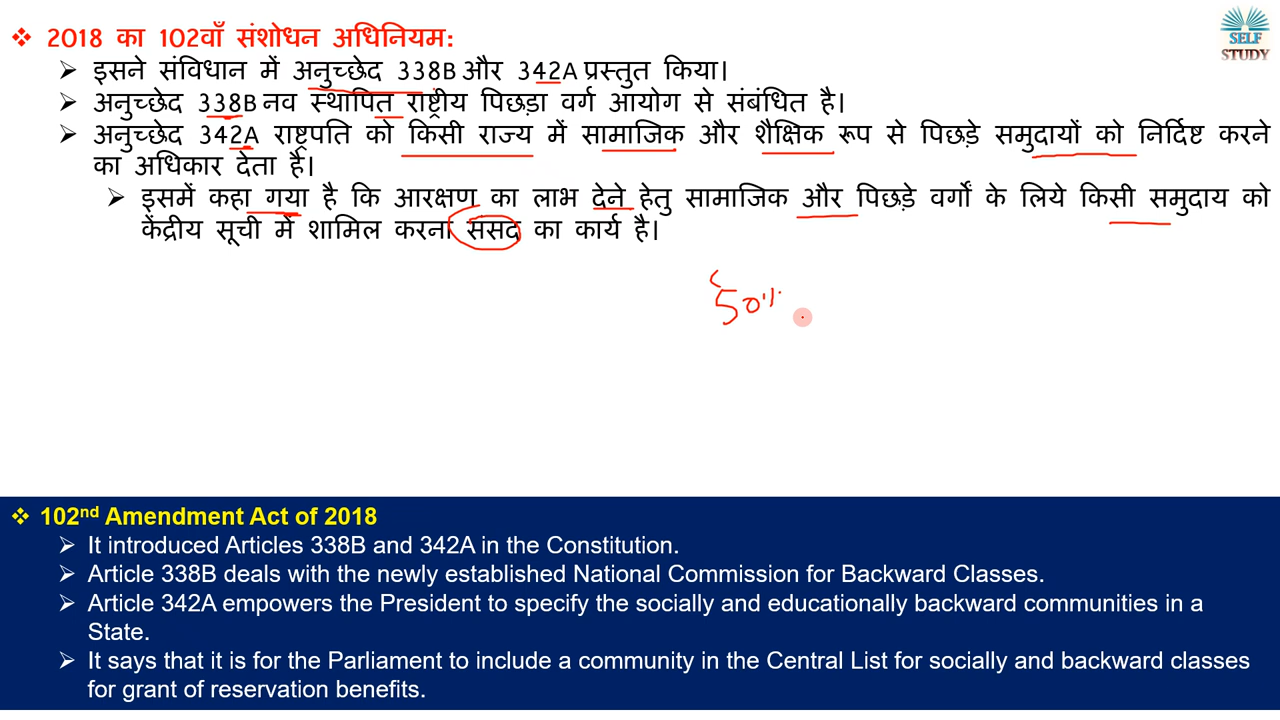 ❖ 2018 का 102वाँ संशोधन अधिनियम:
SELF
STUDY
➢ इसने संविधान में अनुच्छेद 338B और 342A प्रस्तुत किया।
➢ अनुच्छेद 338B नव स्थापित राष्ट्रीय पिछड़ा वर्ग आयोग से संबंधित है।
➢ अनुच्छेद 342A राष्ट्रपति को किसी राज्य में सामाजिक और शैक्षिक रूप से पिछड़े समुदायों को निर्दिष्ट करने
का अधिकार देता है।
➢ इसमें कहा गया है कि आरक्षण का लाभ देने हेतु सामाजिक और पिछड़े वर्गों के लिये किसी समुदाय को
केंद्रीय सूची में शामिल करना संसद का कार्य है।
50%
❖ 102nd Amendment Act of 2018
➢ It introduced Articles 338B and 342A in the Constitution.
➢ Article 338B deals with the newly established National Commission for Backward Classes.
➢ Article 342A empowers the President to specify the socially and educationally backward communities in a
State.
➢ It says that it is for the Parliament to include a community in the Central List for socially and backward classes
for grant of reservation benefits.